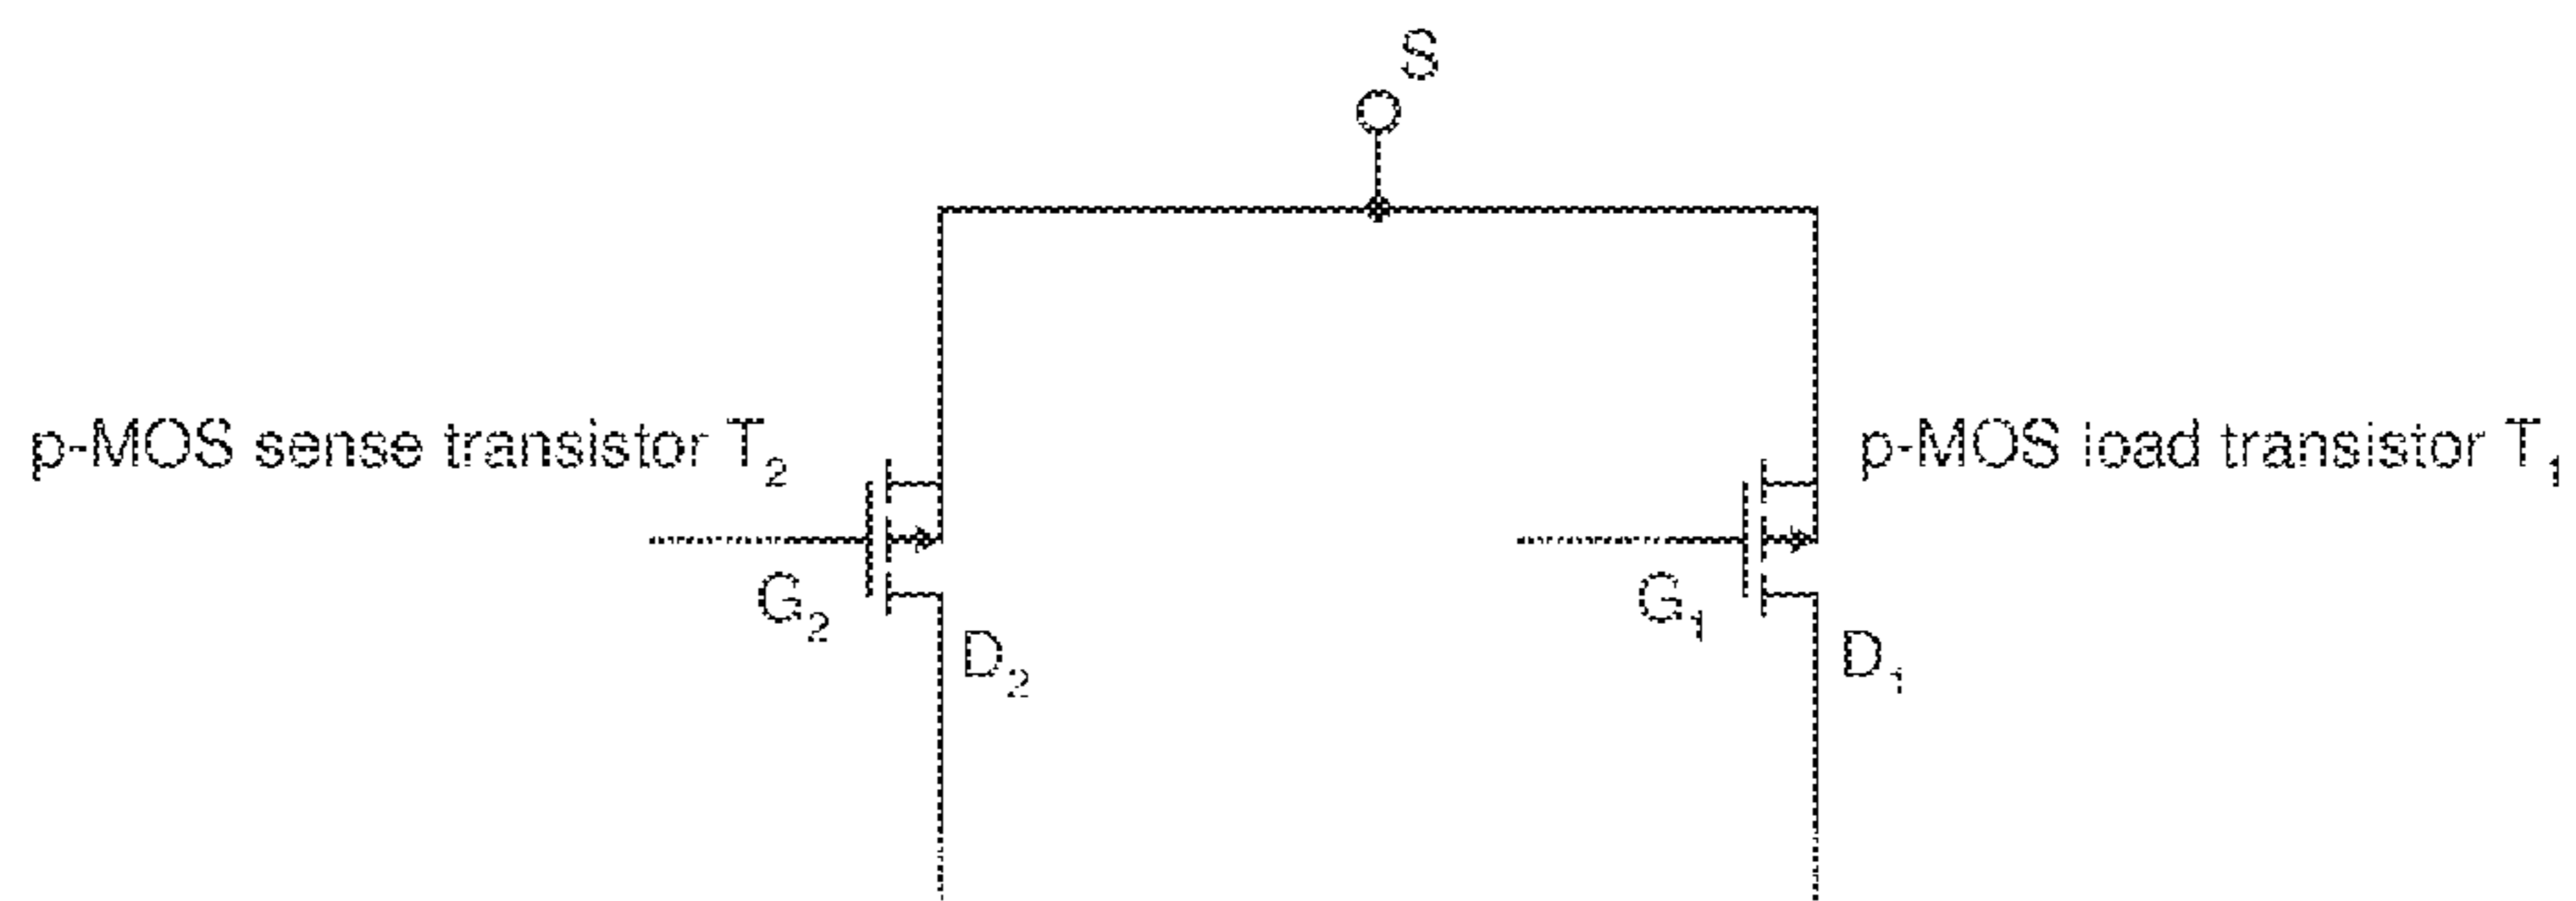 S
p-MOS sense transistor T₂
p-MOS load transistor T₁
G₂
G₁
D₂
D₁